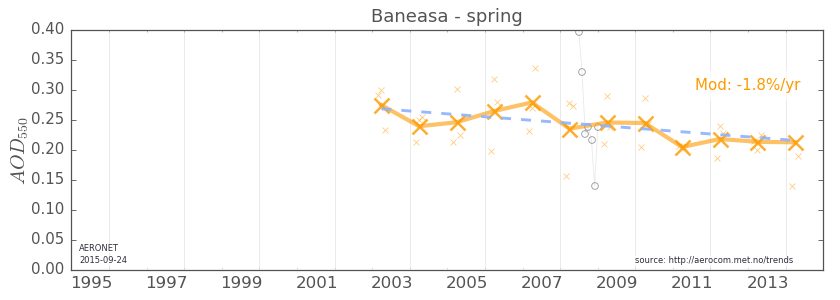 Baneasa - spring
0.40
0.35
0.30
0.25
0.20
0.15
0.10
0.05
0.00
AOD550
Mod: -1.8%/yr
AERONET
2015-09-24
source: http://aerocom.met.no/trends
1995 1997 1999 2001 2003 2005 2007 2009 2011 2013